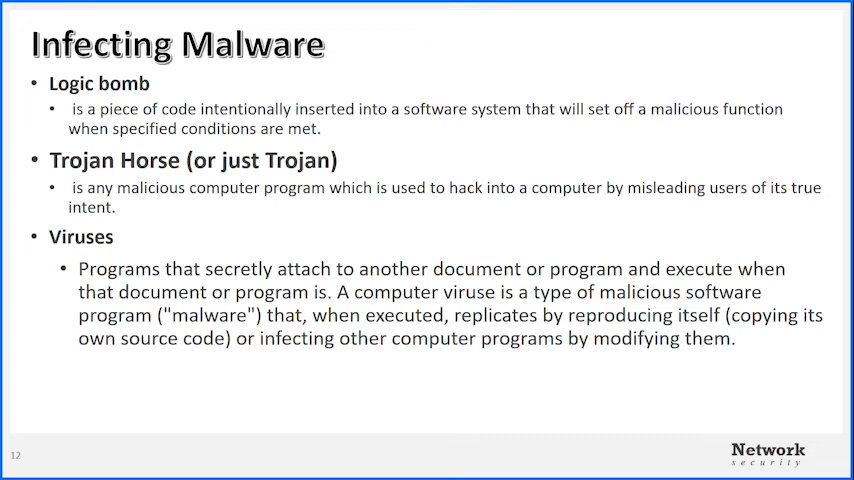 Infecting Malware
• Logic bomb
• is a piece of code intentionally inserted into a software system that will set off a malicious function
when specified conditions are met.
• Trojan Horse (or just Trojan)
• is any malicious computer program which is used to hack into a computer by misleading users of its true
intent.
• Viruses
• Programs that secretly attach to another document or program and execute when
that document or program is. A computer viruse is a type of malicious software
program ("malware") that, when executed, replicates by reproducing itself (copying its
own source code) or infecting other computer programs by modifying them.
12
Network
security